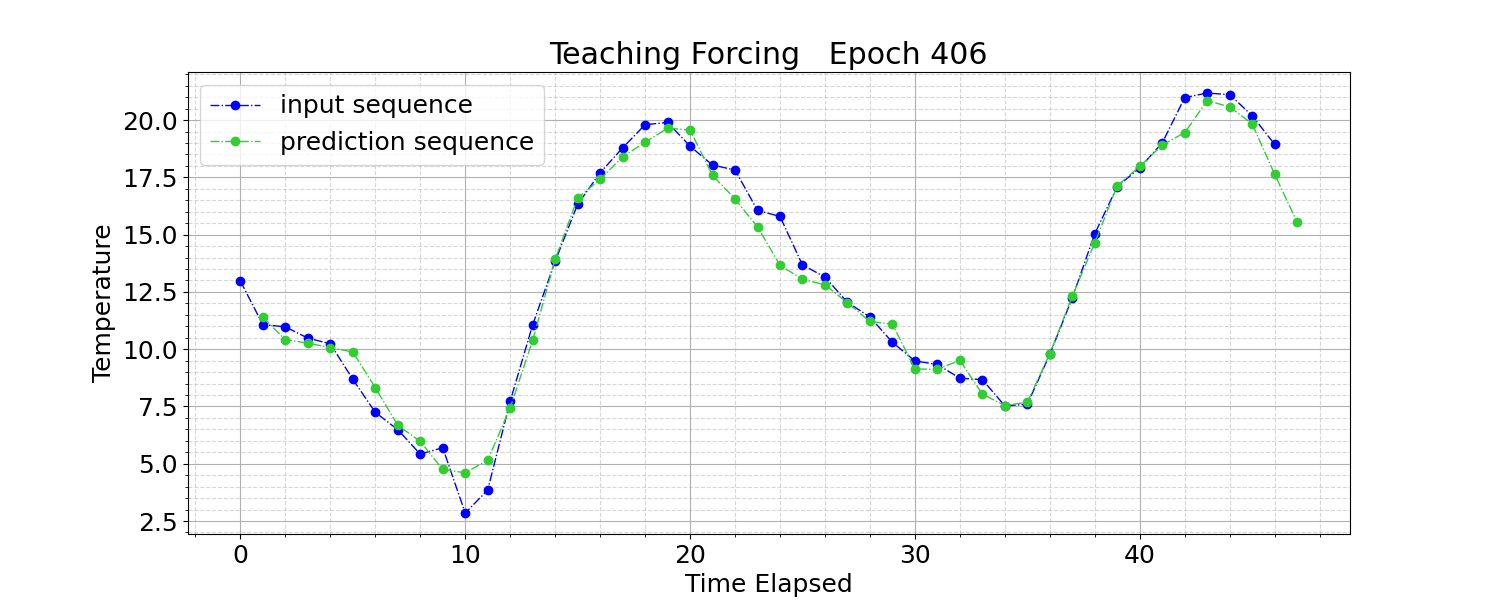 Teaching Forcing   Epoch 406
input sequence
prediction sequence
Temperature
20.0
17.5
15.0
12.5
10.0
7.5
5.0
2.5
0 10 20 30 40
Time Elapsed